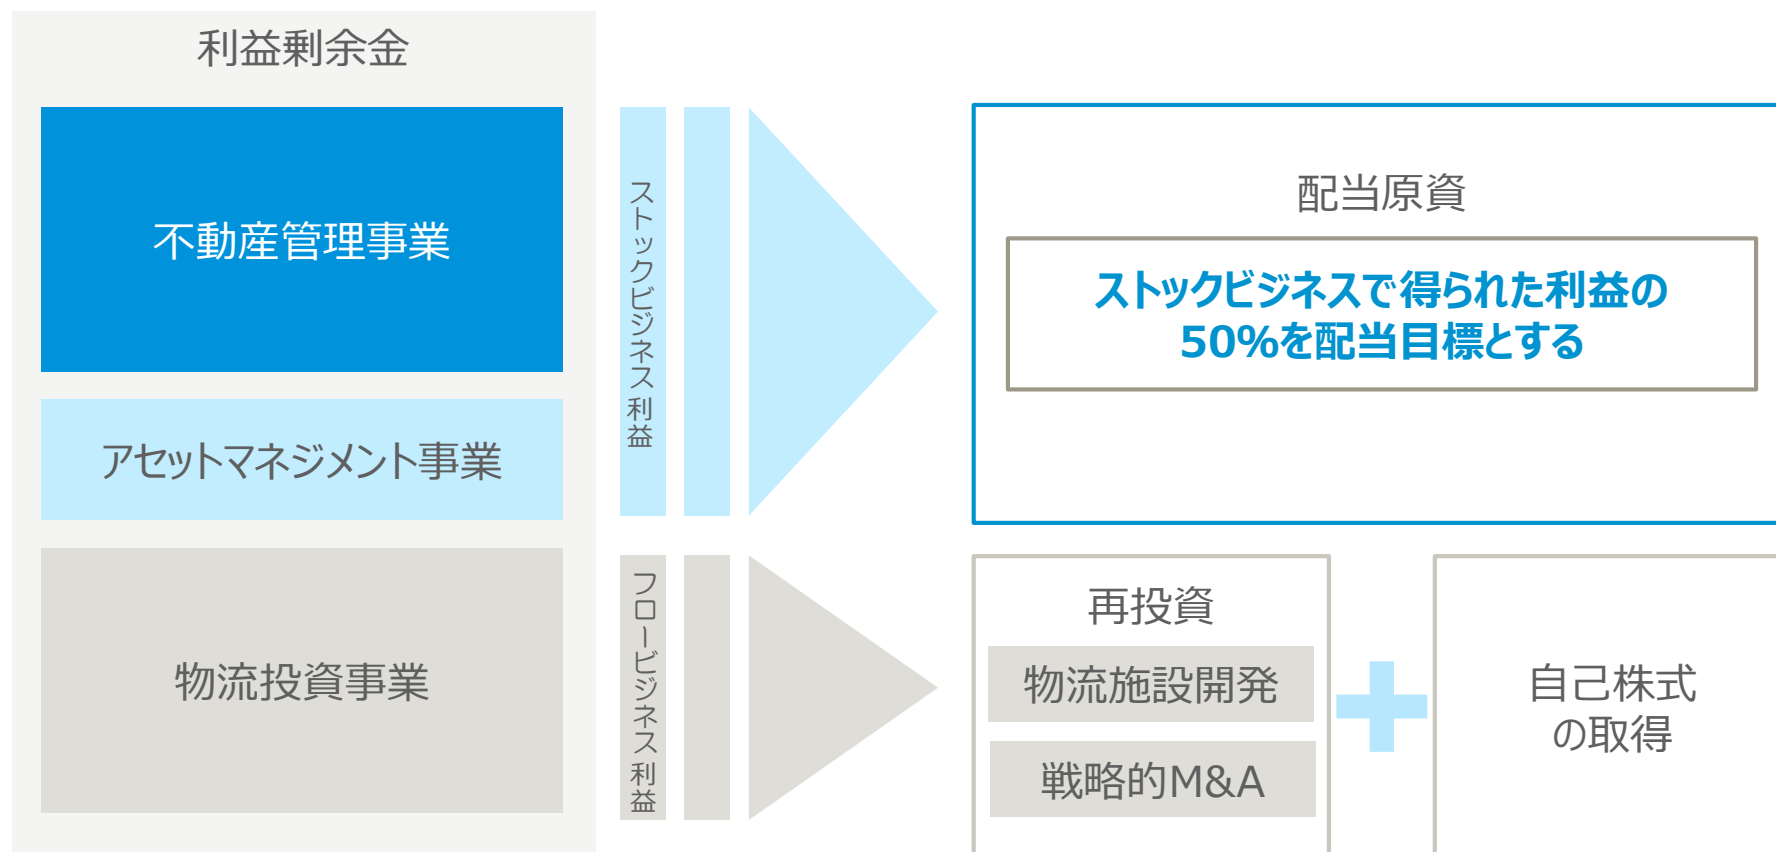 利益剰余金
不動産管理事業
アセットマネジメント事業
物流投資事業
ストックビジネス利益
フロービジネス利益
配当原資
ストックビジネスで得られた利益の
50%を配当目標とする
再投資
物流施設開発
戦略的M&A
自己株式
の取得